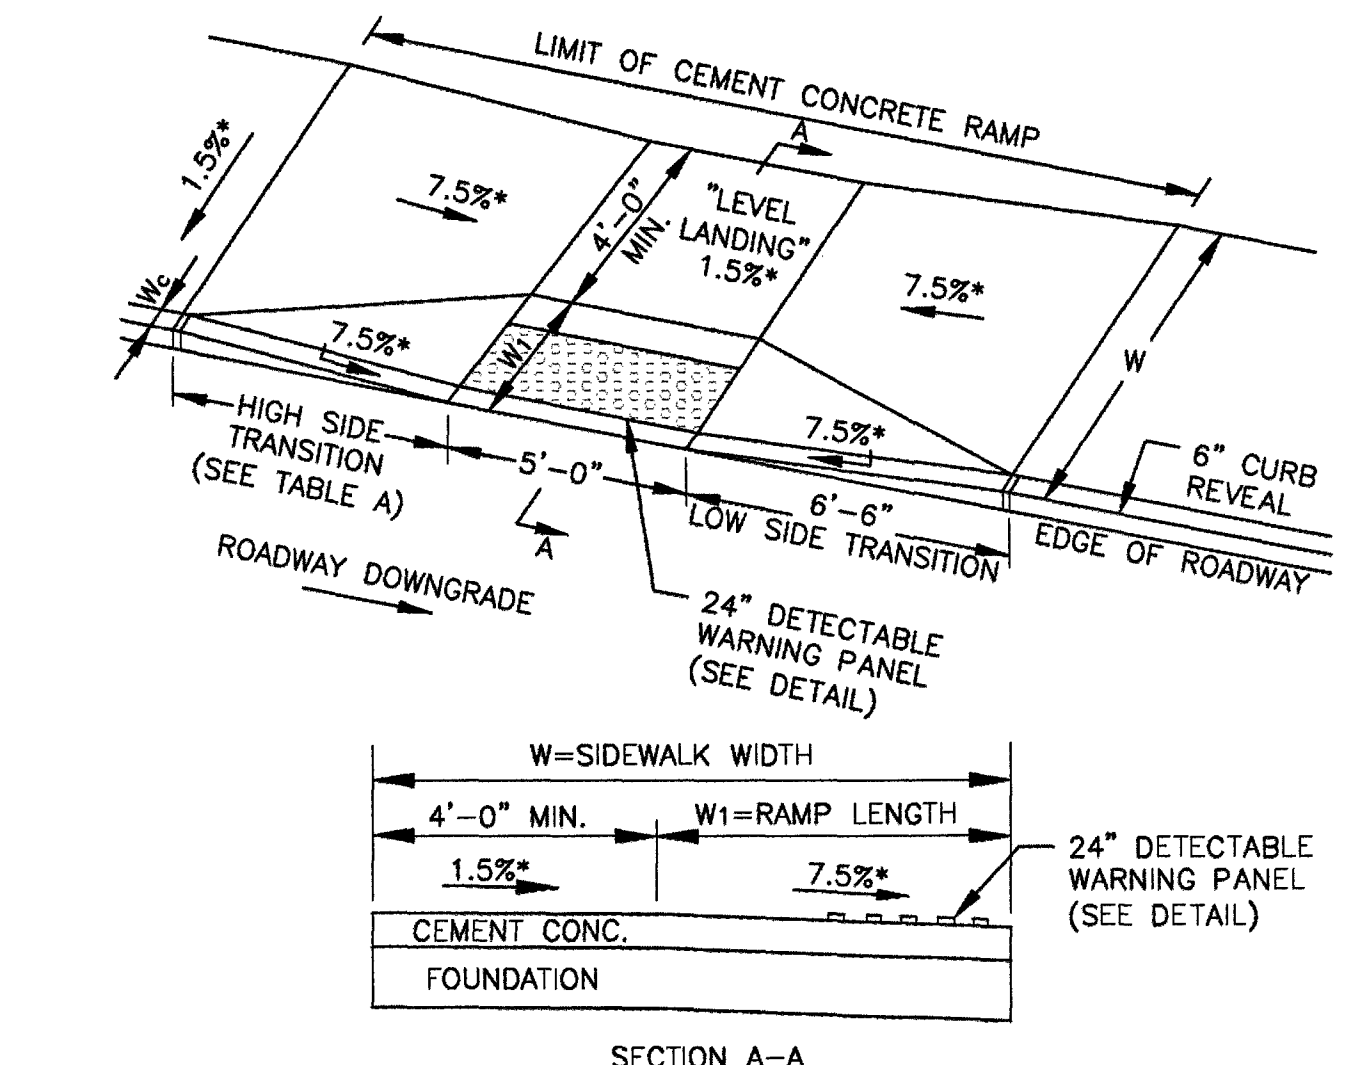 LIMIT OF CEMENT CONCRETE RAMP
A
1.5%*
7.5%*
4'-0"
MIN.
"LEVEL
LANDING"
1.5%*
7.5%*
Wc
7.5%*
W1
W
HIGH SIDE
TRANSITION
(SEE TABLE A)
5'-0"
7.5%*
6'-6"
LOW SIDE TRANSITION
6" CURB
REVEAL
EDGE OF ROADWAY
A
ROADWAY DOWNGRADE
24" DETECTABLE
WARNING PANEL
(SEE DETAIL)
W=SIDEWALK WIDTH
4'-0" MIN.
W1=RAMP LENGTH
1.5%*
7.5%*
24" DETECTABLE
WARNING PANEL
(SEE DETAIL)
CEMENT CONC.
FOUNDATION
SECTION A-A